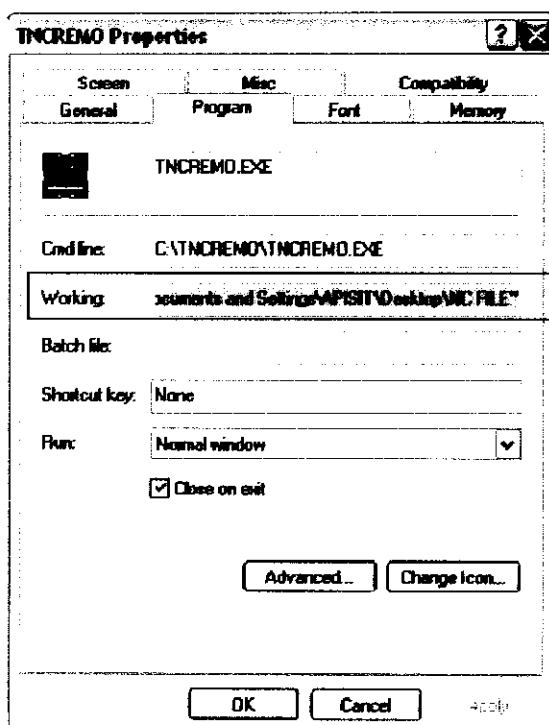 TNCREMO Properties
Screen Misc Compatibility
General Program Font Memory
TNCREMO.EXE
Cmd line: C:\TNCREMO\TNCREMO.EXE
Working: ocuments and Settings\APISIT\Desktop\NC FILE"
Batch file:
Shortcut key: None
Run: Normal window
Close on exit
Advanced... Change Icon...
OK Cancel Apply